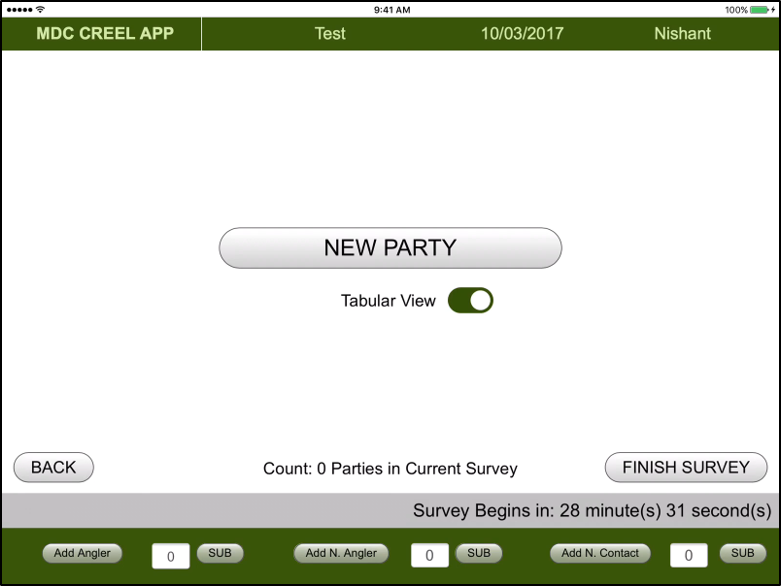 9:41 AM 100%
MDC CREEL APP Test 10/03/2017 Nishant
NEW PARTY
Tabular View
BACK Count: 0 Parties in Current Survey FINISH SURVEY
Survey Begins in: 28 minute(s) 31 second(s)
Add Angler 0 SUB Add N. Angler 0 SUB Add N. Contact 0 SUB